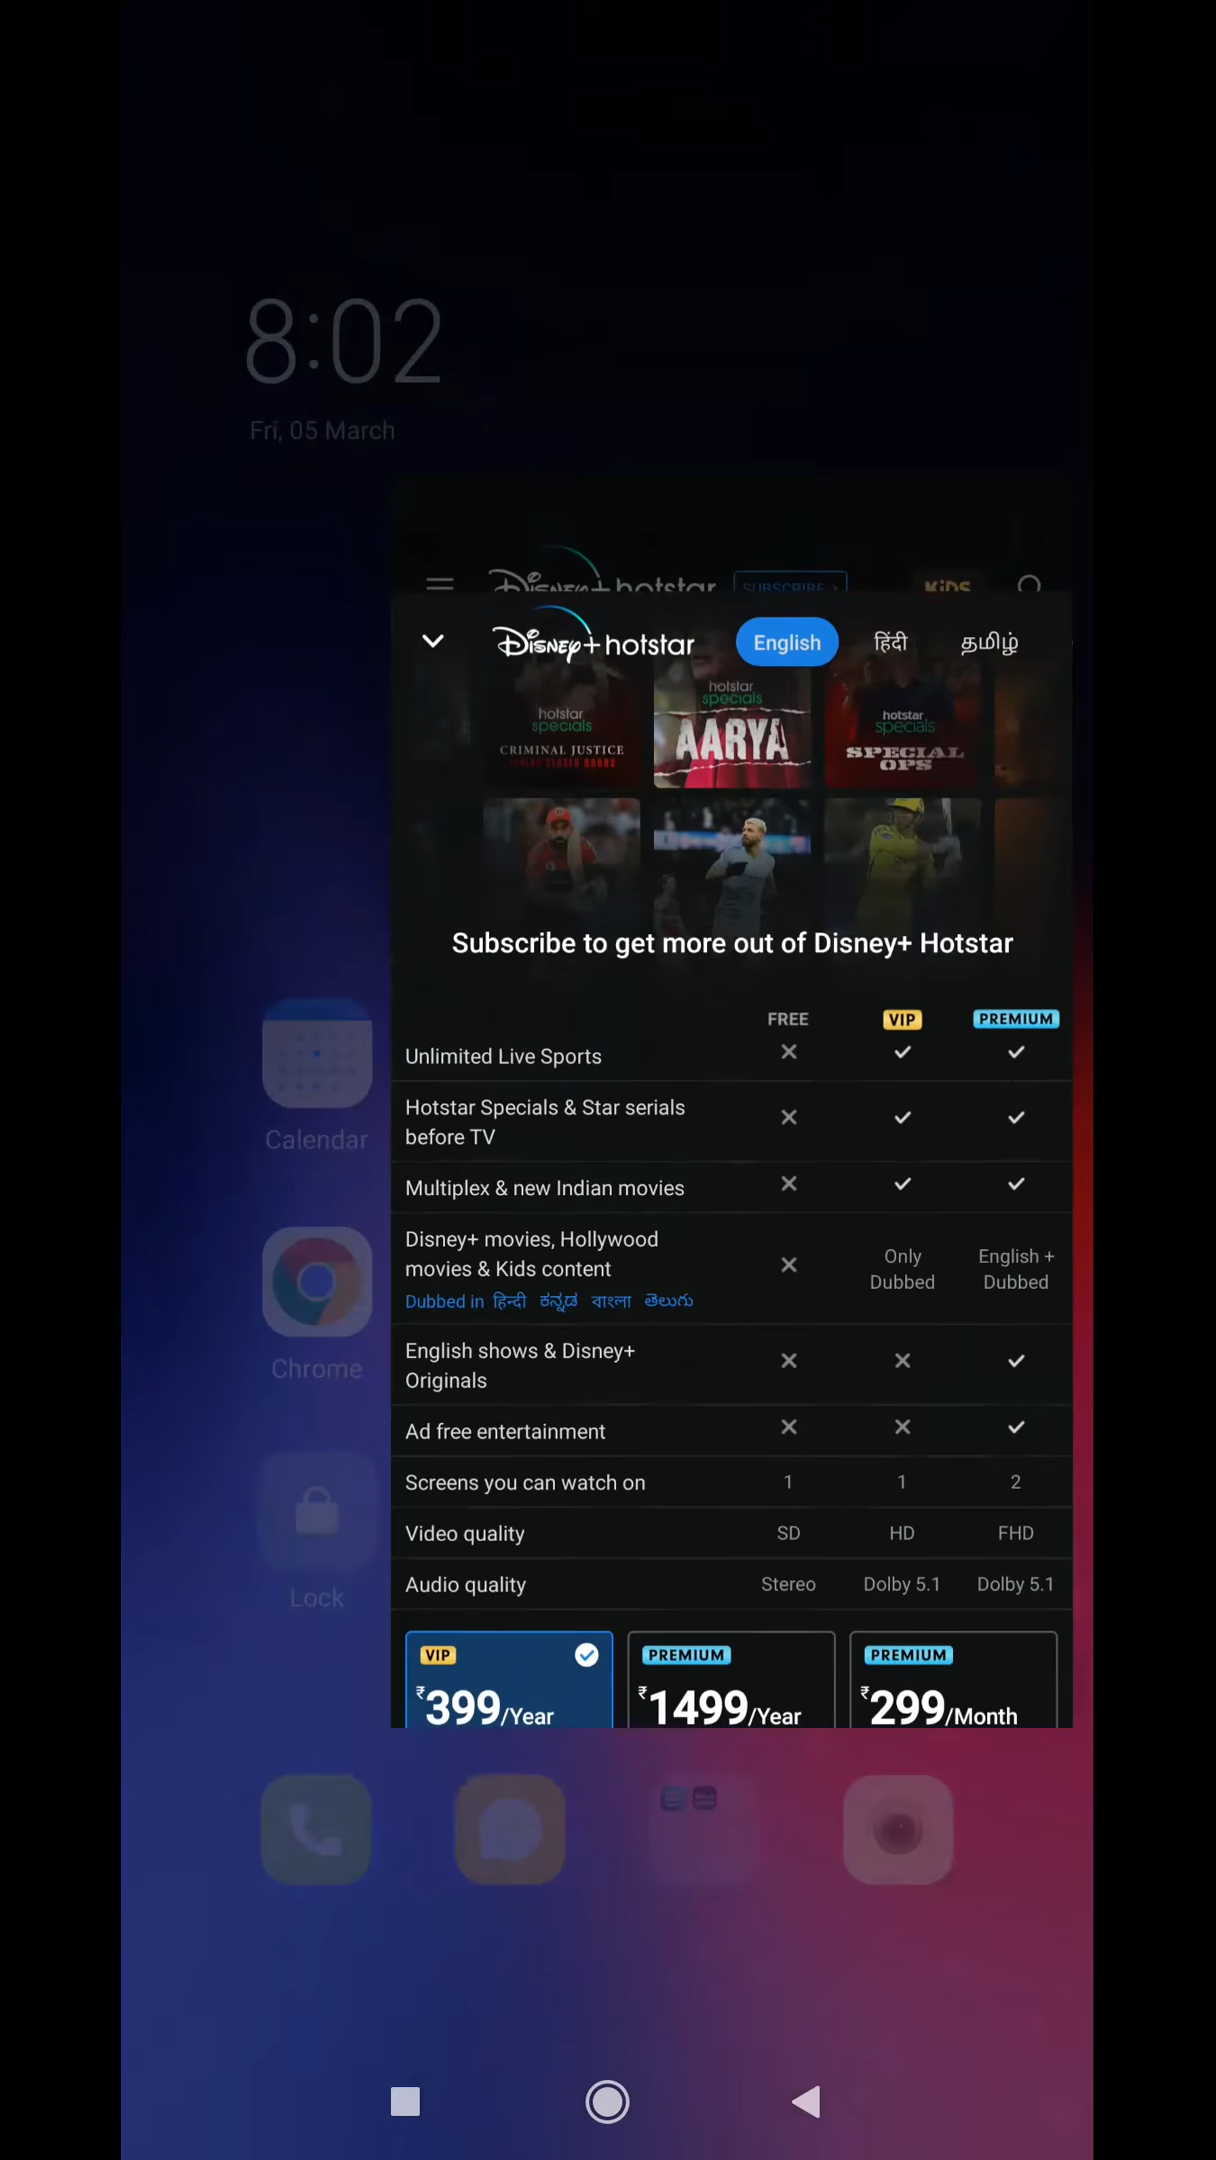 8:02
Fri, 05 March
Disney+ hotstar SUBSCRIBE › KiDS
Disney+ hotstar English हिंदी தமிழ்
hotstar specials CRIMINAL JUSTICE
hotstar specials AARYA
hotstar specials SPECIAL OPS
Subscribe to get more out of Disney+ Hotstar
FREE VIP PREMIUM
Unlimited Live Sports
Hotstar Specials & Star serials
before TV
Multiplex & new Indian movies
Disney+ movies, Hollywood
movies & Kids content
Only Dubbed
English + Dubbed
Dubbed in हिन्दी ಕನ್ನಡ বাংলা తెలుగు
English shows & Disney+
Originals
Ad free entertainment
Screens you can watch on 1 1 2
Video quality SD HD FHD
Audio quality Stereo Dolby 5.1 Dolby 5.1
VIP
₹399/Year
PREMIUM
₹1499/Year
PREMIUM
₹299/Month
Calendar
Chrome
Lock